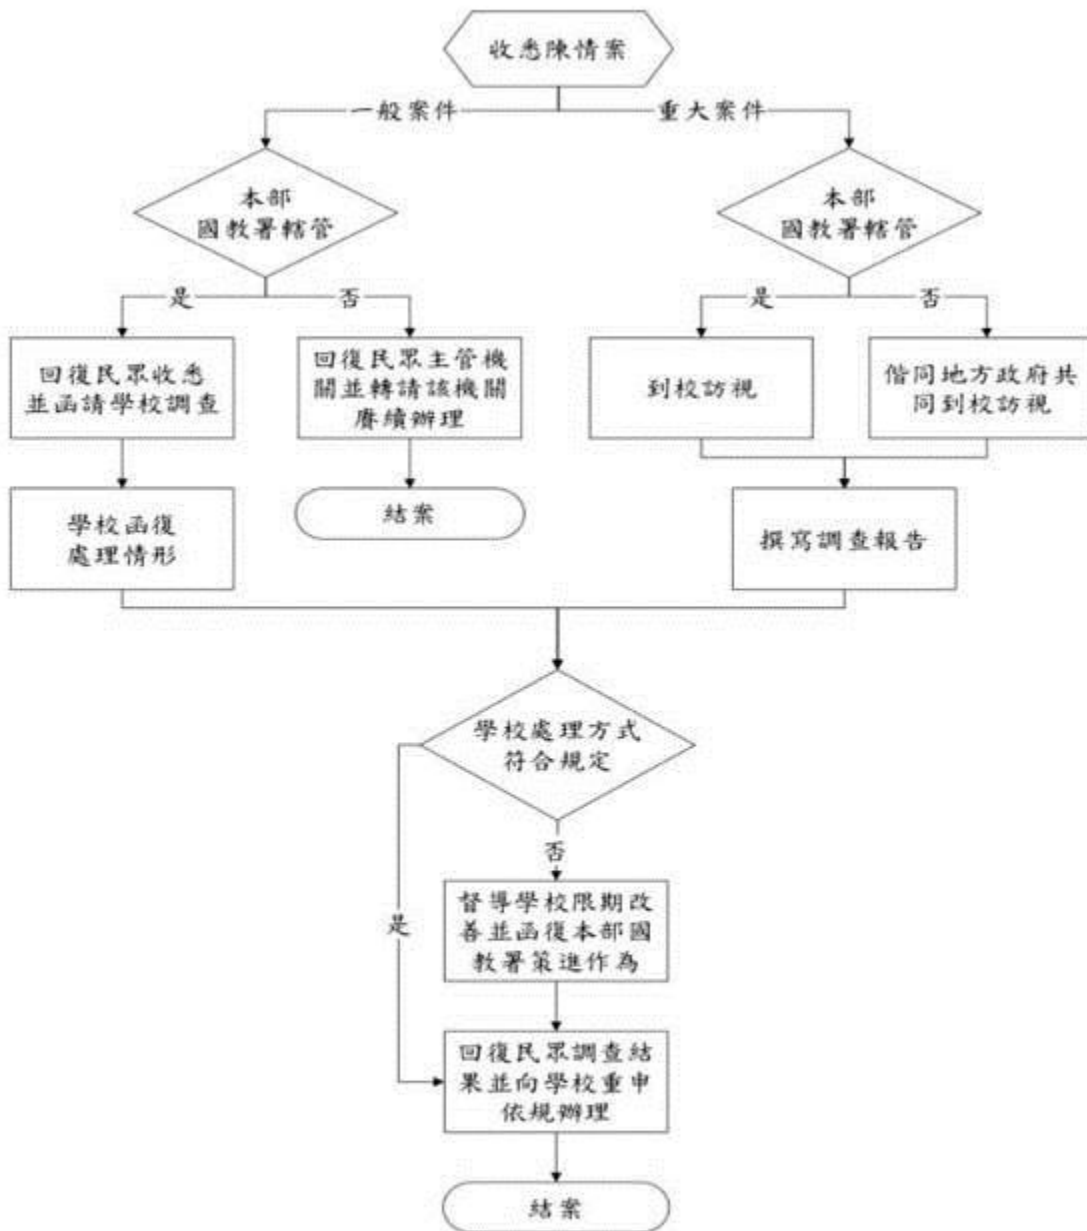 收悉陳情案
一般案件
重大案件
本部
國教署轄管
本部
國教署轄管
是
否
是
否
回復民眾收悉
並函請學校調查
回復民眾主管機
關並轉請該機關
賡續辦理
到校訪視
偕同地方政府共
同到校訪視
學校函復
處理情形
結案
撰寫調查報告
學校處理方式
符合規定
否
是
督導學校限期改
善並函復本部國
教署策進作為
回復民眾調查結
果並向學校重申
依規辦理
結案